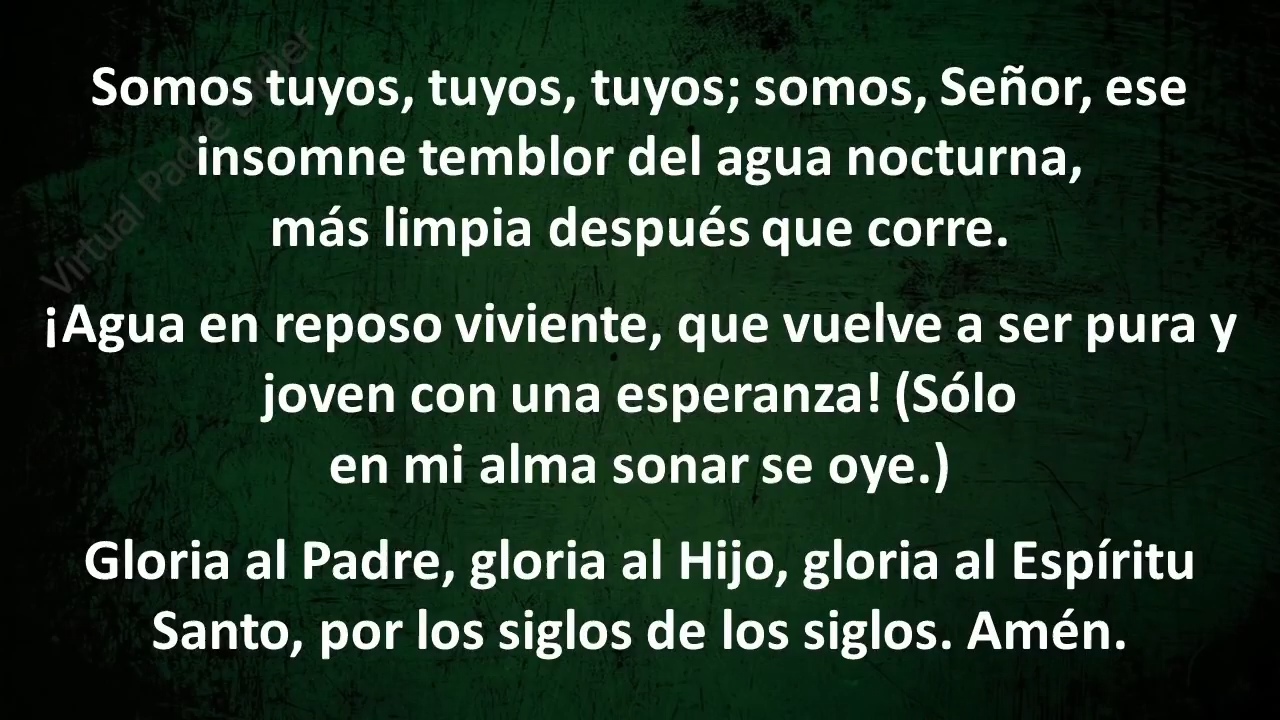 Somos tuyos, tuyos, tuyos; somos, Señor, ese
insomne temblor del agua nocturna,
más limpia después que corre.
¡Agua en reposo viviente, que vuelve a ser pura y
joven con una esperanza! (Sólo
en mi alma sonar se oye.)
Gloria al Padre, gloria al Hijo, gloria al Espíritu
Santo, por los siglos de los siglos. Amén.
Virtual Padre